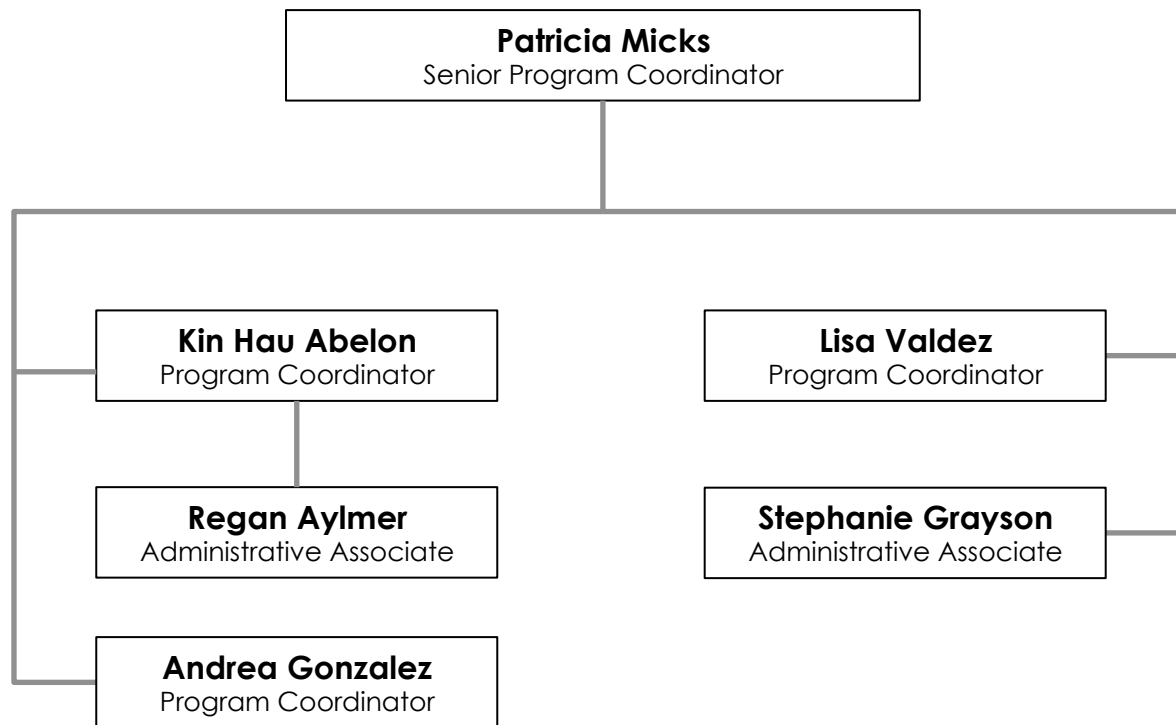 Patricia Micks
Senior Program Coordinator
Kin Hau Abelon
Program Coordinator
Lisa Valdez
Program Coordinator
Regan Aylmer
Administrative Associate
Stephanie Grayson
Administrative Associate
Andrea Gonzalez
Program Coordinator